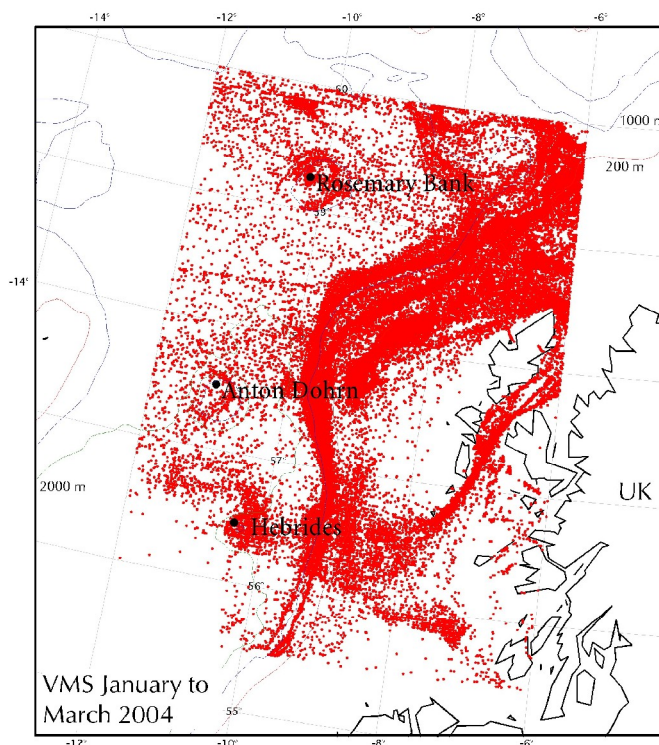 -14°
-12°
-10°
-8°
-6°
60
1000 m
200 m
Rosemary Bank
59
-14°
Anton Dohrn
57
2000 m
UK
Hebrides
56
VMS January to
March 2004
55
-12°
-10°
-8°
-6°